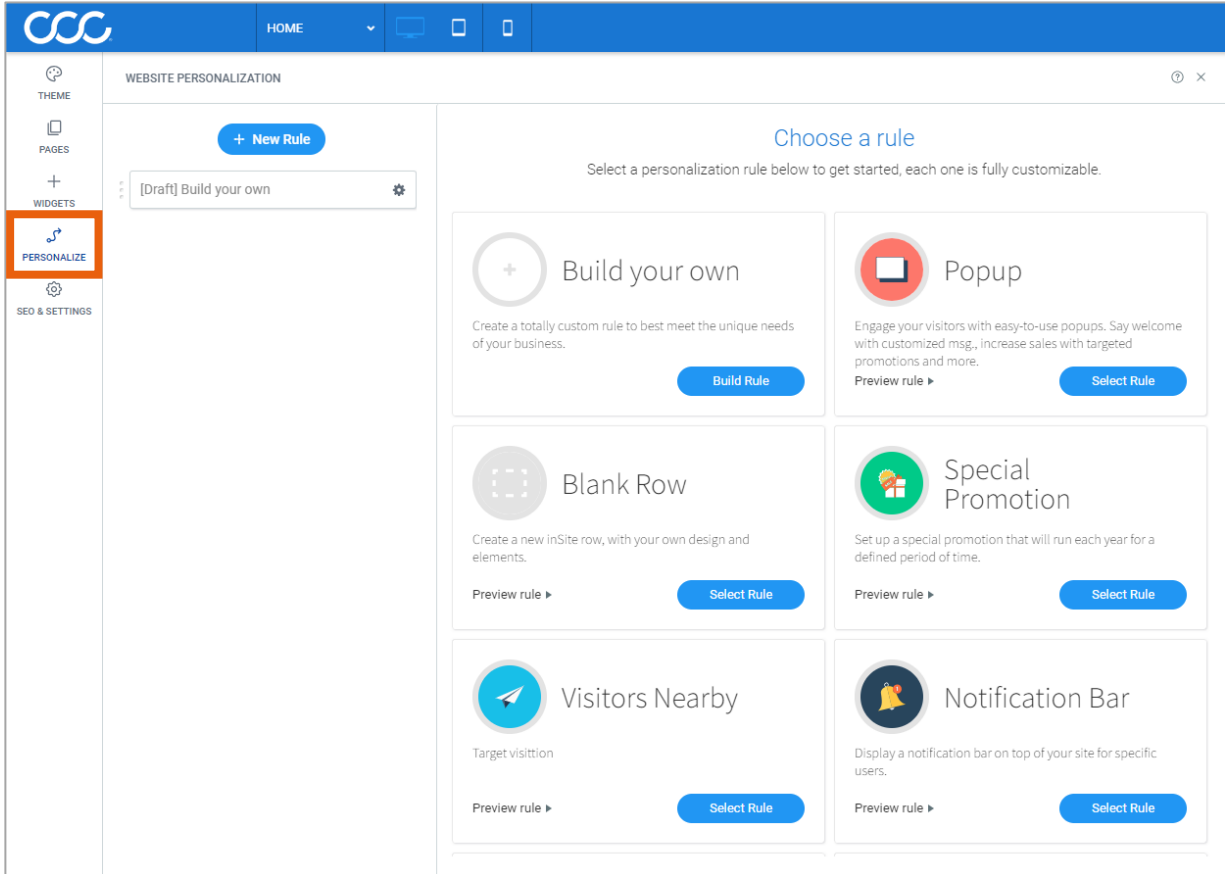 CCC
HOME
THEME
PAGES
WIDGETS
PERSONALIZE
SEO & SETTINGS
WEBSITE PERSONALIZATION
+ New Rule
[Draft] Build your own
Choose a rule
Select a personalization rule below to get started, each one is fully customizable.
Build your own
Create a totally custom rule to best meet the unique needs
of your business.
Build Rule
Popup
Engage your visitors with easy-to-use popups. Say welcome
with customized msg., increase sales with targeted
promotions and more.
Preview rule
Select Rule
Blank Row
Create a new inSite row, with your own design and
elements.
Preview rule
Select Rule
Special
Promotion
Set up a special promotion that will run each year for a
defined period of time.
Preview rule
Select Rule
Visitors Nearby
Target visittion
Preview rule
Select Rule
Notification Bar
Display a notification bar on top of your site for specific
users.
Preview rule
Select Rule